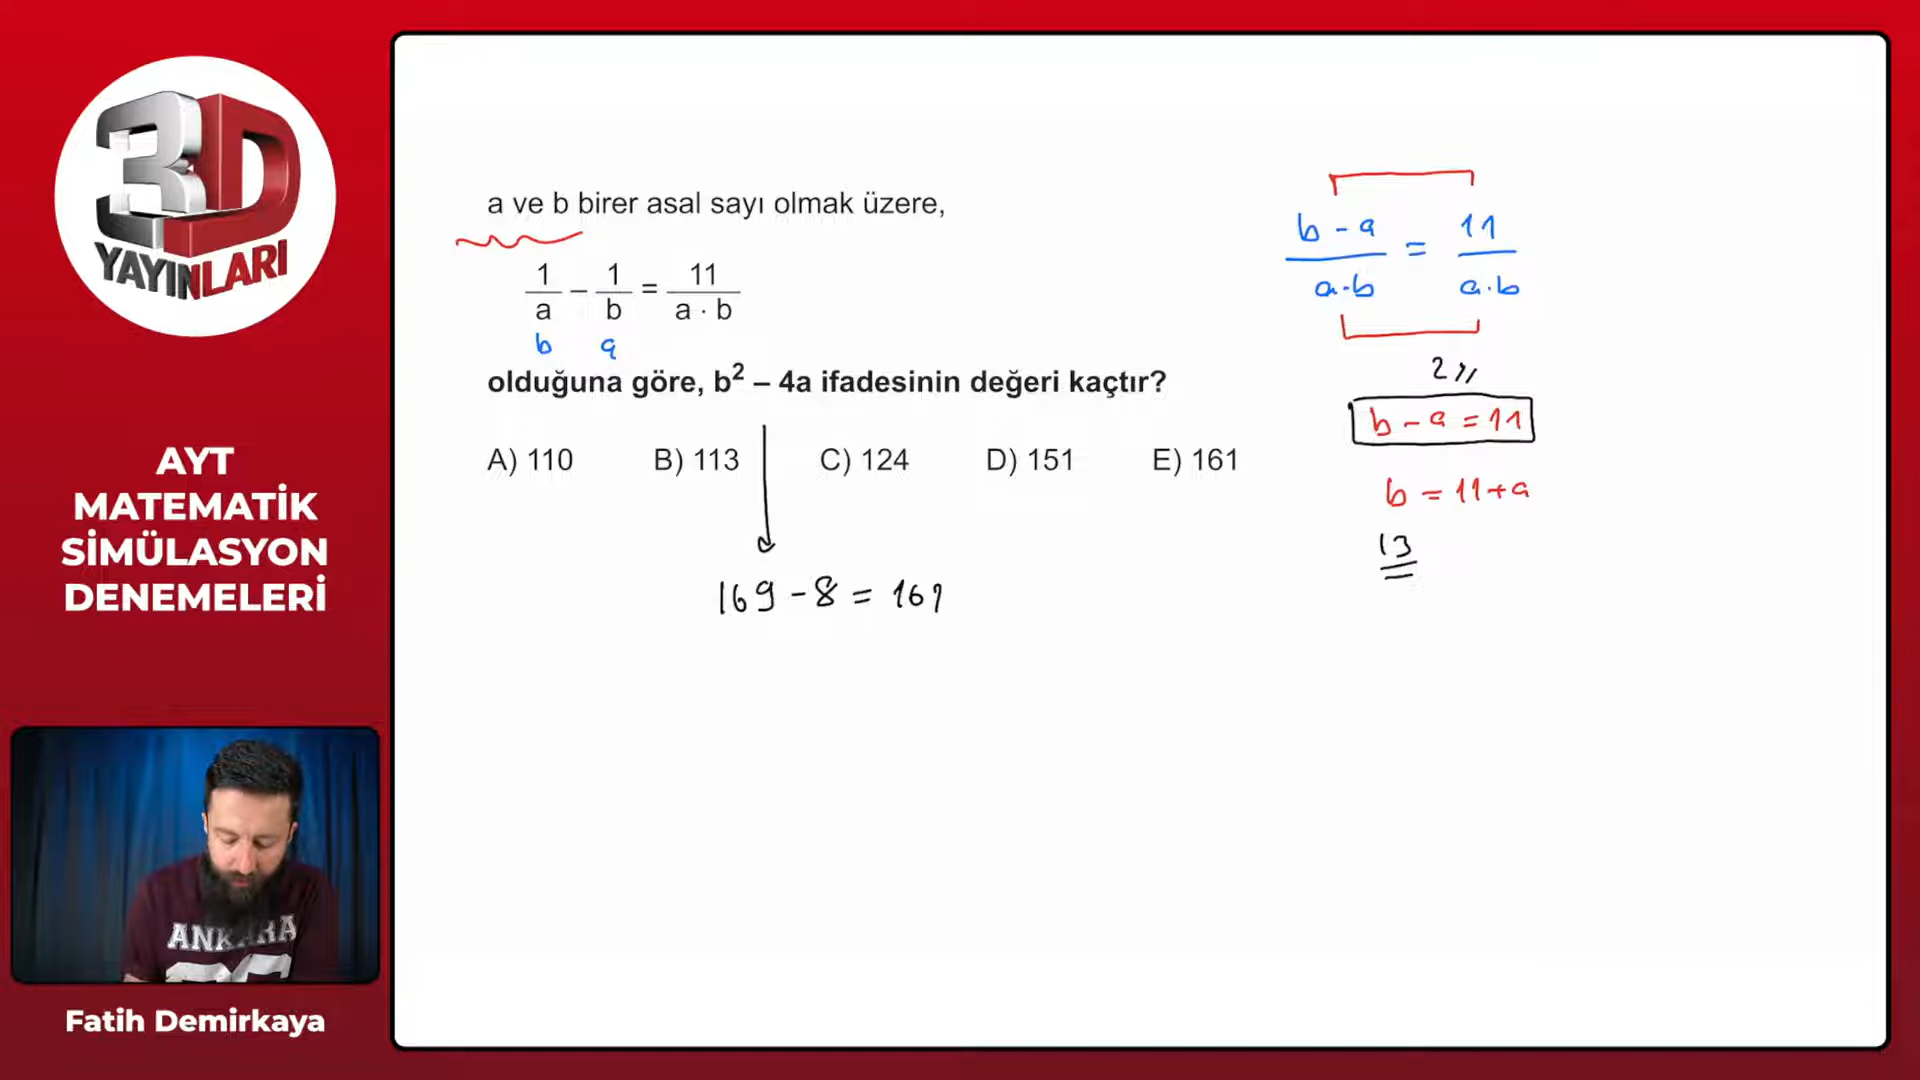 3D
YAYINLARI
AYT
MATEMATİK
SİMÜLASYON
DENEMELERİ
ANKARA
Fatih Demirkaya
a ve b birer asal sayı olmak üzere,
1/a – 1/b = 11/(a · b)
b a
olduğuna göre, b² – 4a ifadesinin değeri kaçtır?
A) 110 B) 113 C) 124 D) 151 E) 161
169 - 8 = 161
(b - a)/(a·b) = 11/(a·b)
2
b - a = 11
b = 11 + a
13